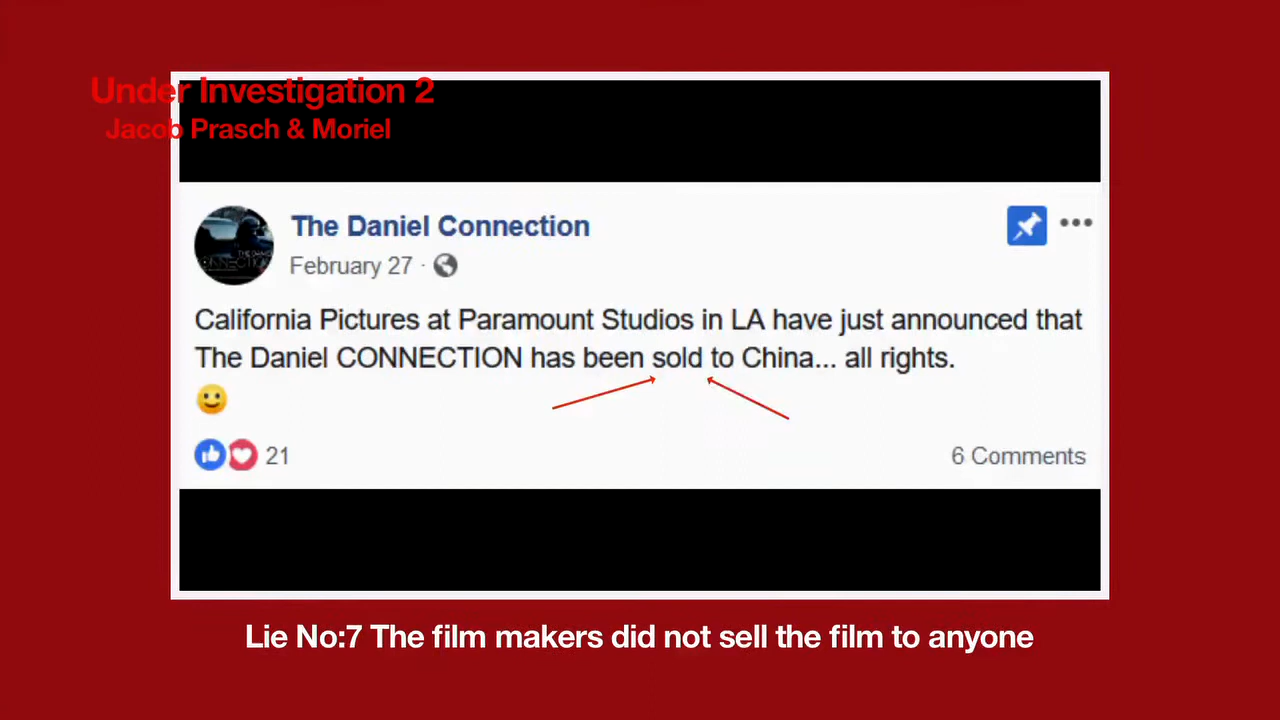 Under Investigation 2
Jacob Prasch & Moriel
The Daniel Connection
February 27 ·
California Pictures at Paramount Studios in LA have just announced that
The Daniel CONNECTION has been sold to China... all rights.
21
6 Comments
Lie No:7 The film makers did not sell the film to anyone